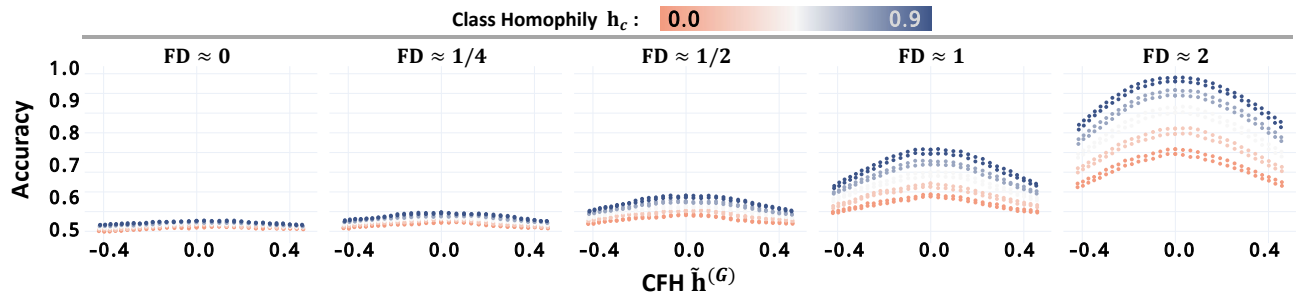 Class Homophily h_c : 0.0 0.9
FD ≈ 0 FD ≈ 1/4 FD ≈ 1/2 FD ≈ 1 FD ≈ 2
Accuracy
1.0
0.9
0.8
0.7
0.6
0.5
−0.4 0.0 0.4 −0.4 0.0 0.4 −0.4 0.0 0.4 −0.4 0.0 0.4 −0.4 0.0 0.4
CFH h̃^(G)